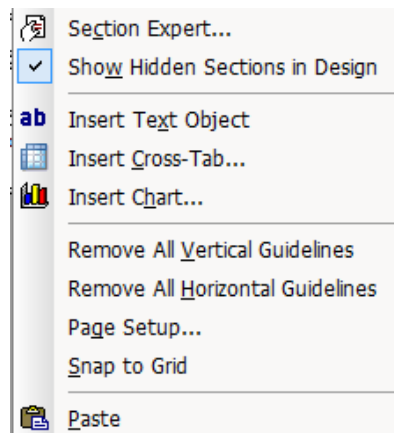 Section Expert...
Show Hidden Sections in Design
ab Insert Text Object
Insert Cross-Tab...
Insert Chart...
Remove All Vertical Guidelines
Remove All Horizontal Guidelines
Page Setup...
Snap to Grid
Paste